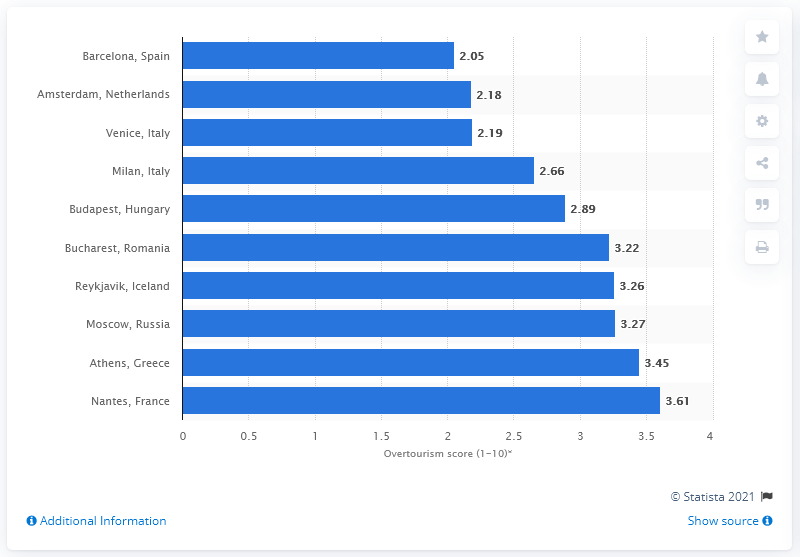 Barcelona, Spain 2.05
Amsterdam, Netherlands 2.18
Venice, Italy 2.19
Milan, Italy 2.66
Budapest, Hungary 2.89
Bucharest, Romania 3.22
Reykjavik, Iceland 3.26
Moscow, Russia 3.27
Athens, Greece 3.45
Nantes, France 3.61
0 0.5 1 1.5 2 2.5 3 3.5 4
Overtourism score (1-10)*
© Statista 2021
Additional Information Show source